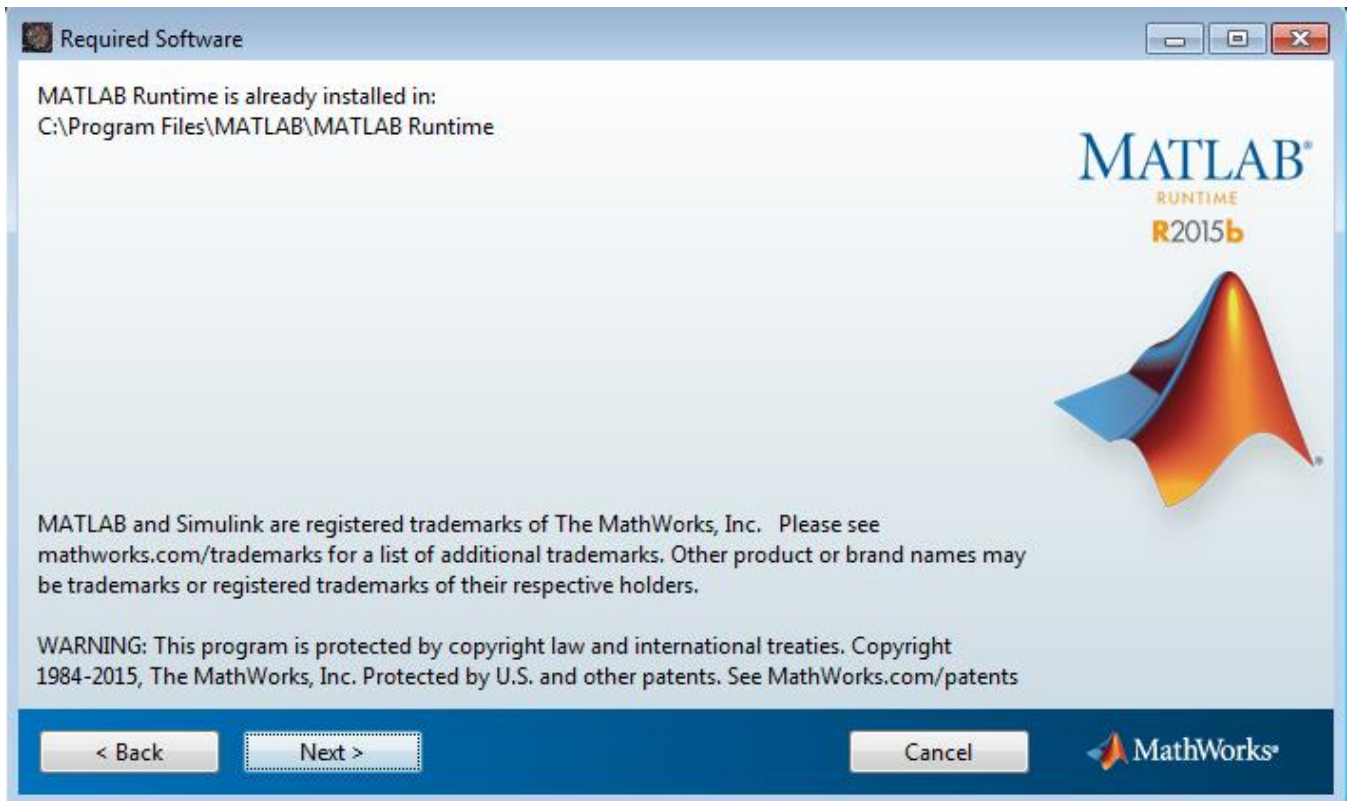 Required Software
MATLAB Runtime is already installed in:
C:\Program Files\MATLAB\MATLAB Runtime
MATLAB®
RUNTIME
R2015b
®
MATLAB and Simulink are registered trademarks of The MathWorks, Inc.   Please see
mathworks.com/trademarks for a list of additional trademarks. Other product or brand names may
be trademarks or registered trademarks of their respective holders.
WARNING: This program is protected by copyright law and international treaties. Copyright
1984-2015, The MathWorks, Inc. Protected by U.S. and other patents. See MathWorks.com/patents
< Back
Next >
Cancel
MathWorks®